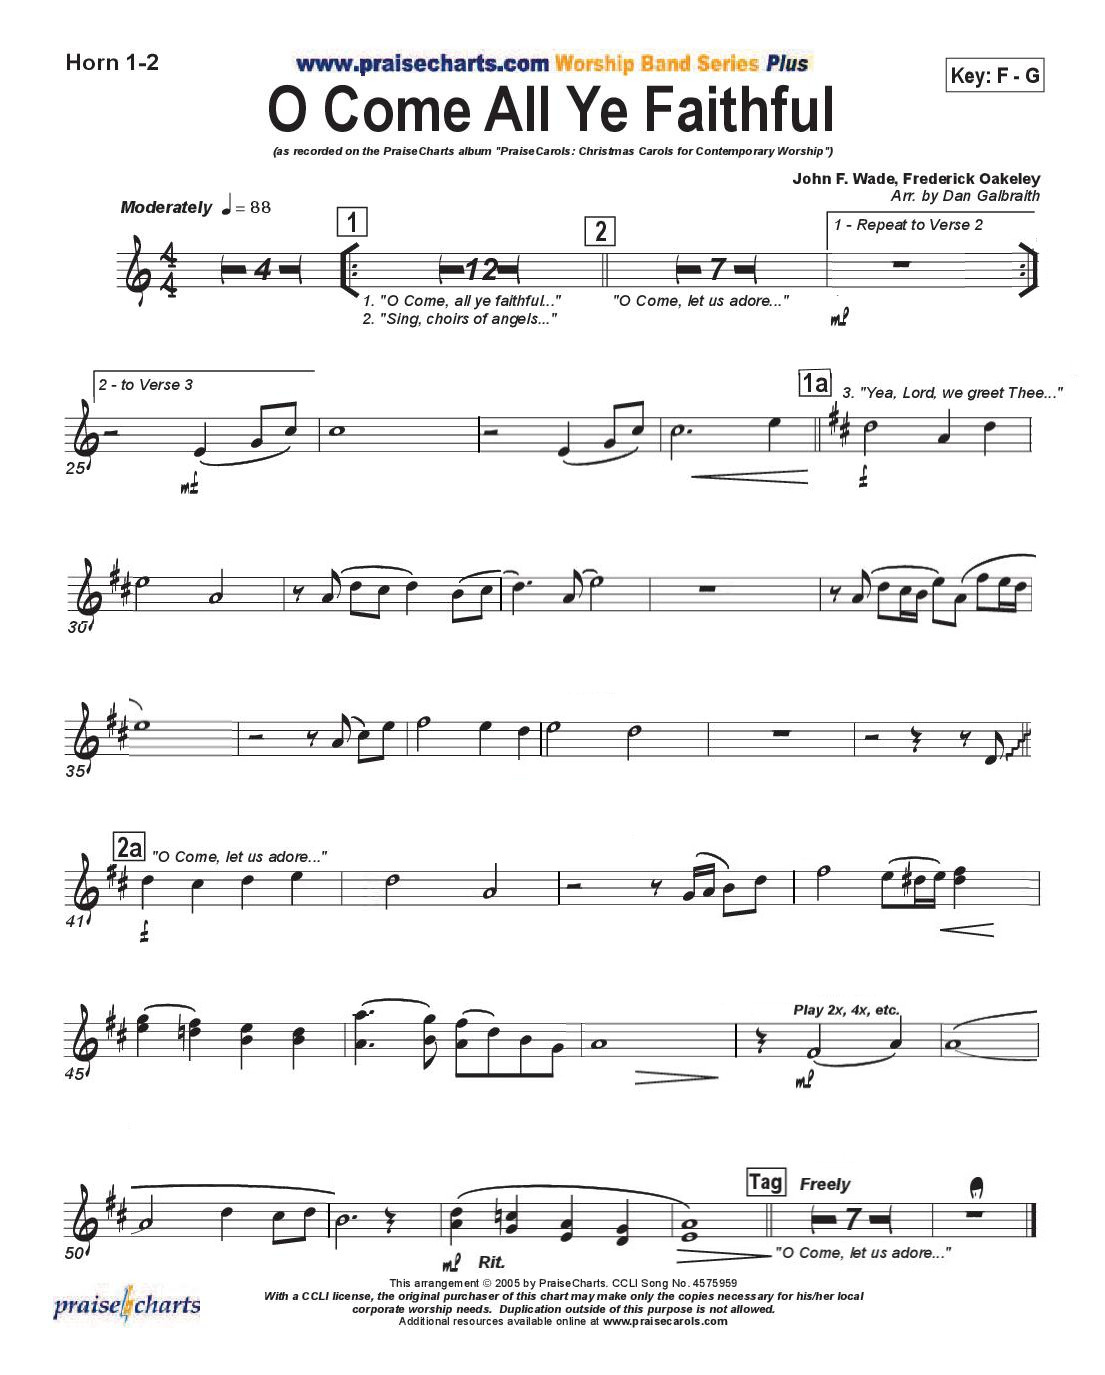 Horn 1-2
www.praisecharts.com Worship Band Series Plus
Key: F - G
O Come All Ye Faithful
(as recorded on the PraiseCharts album "PraiseCarols: Christmas Carols for Contemporary Worship")
John F. Wade, Frederick Oakeley
Arr. by Dan Galbraith
Moderately ♩ = 88
1
2
1 - Repeat to Verse 2
4
4
4
12
7
1. "O Come, all ye faithful..."
2. "Sing, choirs of angels..."
"O Come, let us adore..."
mf
2 - to Verse 3
1a
3. "Yea, Lord, we greet Thee..."
25
mf
f
30
35
2a
"O Come, let us adore..."
41
f
Play 2x, 4x, etc.
45
mf
Tag
Freely
7
50
mf
Rit.
"O Come, let us adore..."
praisecharts
This arrangement © 2005 by PraiseCharts. CCLI Song No. 4575959
With a CCLI license, the original purchaser of this chart may make only the copies necessary for his/her local
corporate worship needs. Duplication outside of this purpose is not allowed.
Additional resources available online at www.praisecarols.com